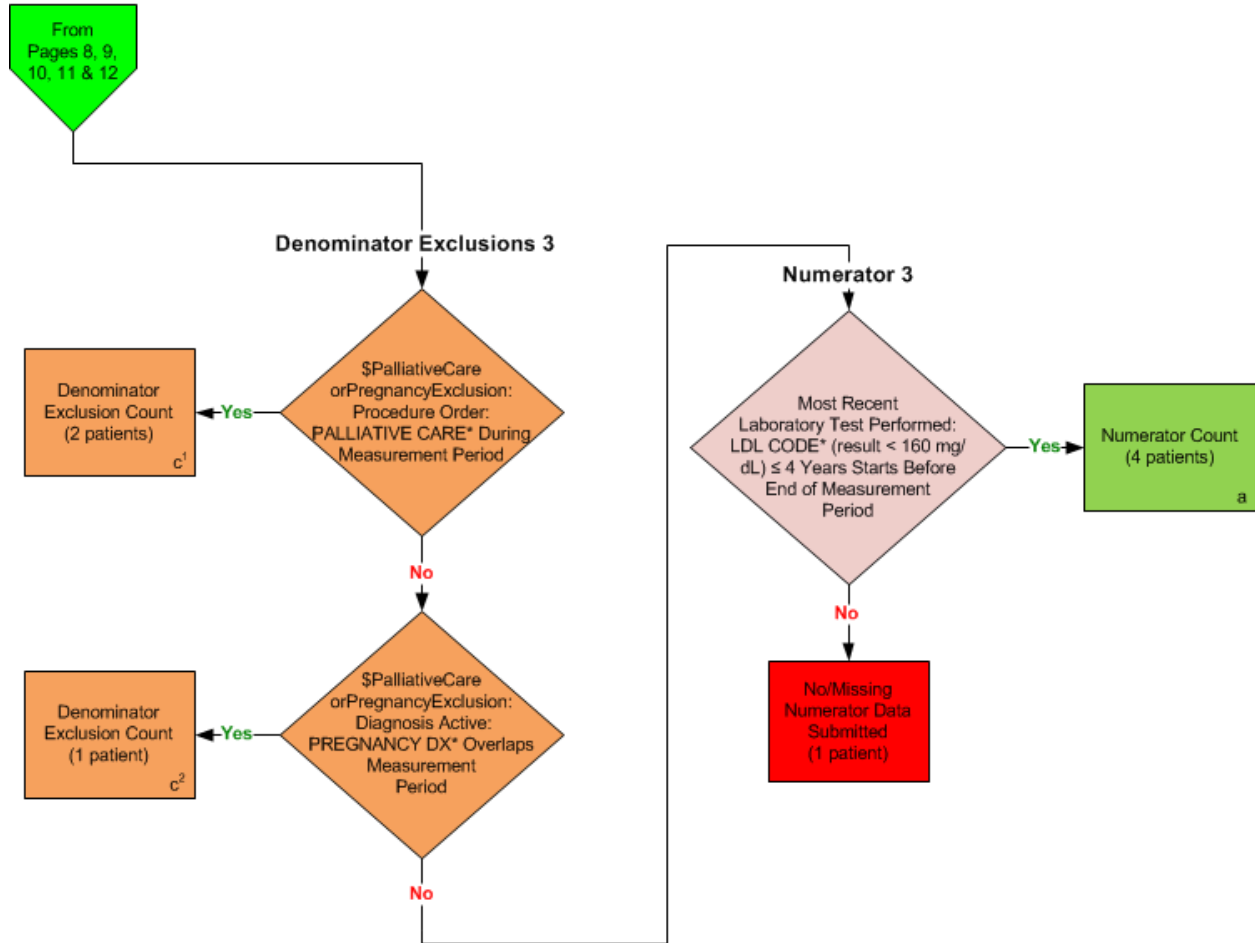 From
Pages 8, 9,
10, 11 & 12
Denominator Exclusions 3
$PalliativeCare
orPregnancyExclusion:
Procedure Order:
PALLIATIVE CARE* During
Measurement Period
Yes
Denominator
Exclusion Count
(2 patients)
c¹
No
$PalliativeCare
orPregnancyExclusion:
Diagnosis Active:
PREGNANCY DX* Overlaps
Measurement
Period
Yes
Denominator
Exclusion Count
(1 patient)
c²
No
Numerator 3
Most Recent
Laboratory Test Performed:
LDL CODE* (result < 160 mg/
dL) ≤ 4 Years Starts Before
End of Measurement
Period
Yes
Numerator Count
(4 patients)
a
No
No/Missing
Numerator Data
Submitted
(1 patient)